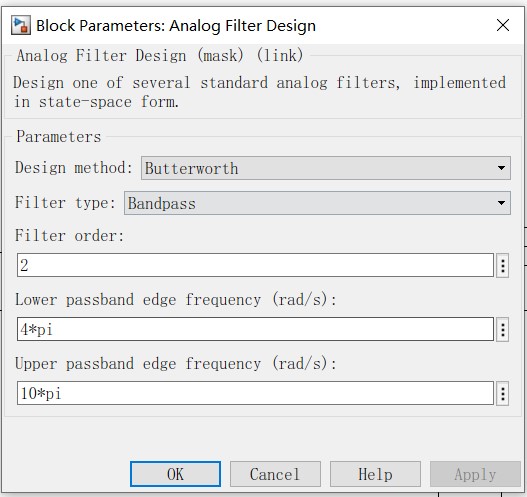 Block Parameters: Analog Filter Design
Analog Filter Design (mask) (link)
Design one of several standard analog filters, implemented
in state-space form.
Parameters
Design method: Butterworth
Filter type: Bandpass
Filter order:
2
Lower passband edge frequency (rad/s):
4*pi
Upper passband edge frequency (rad/s):
10*pi
OK Cancel Help Apply